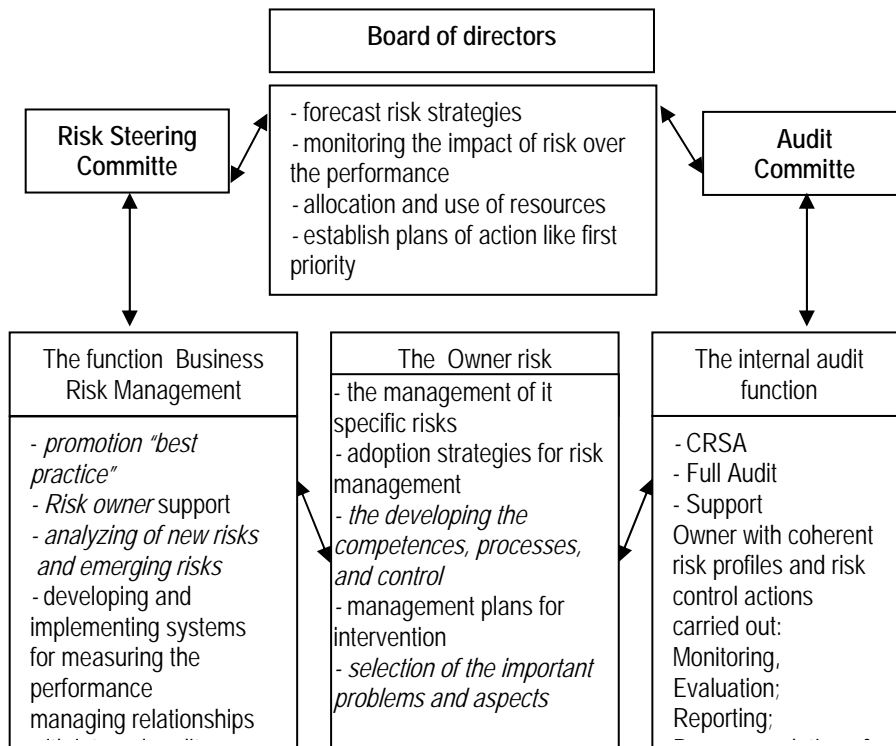 Board of directors
- forecast risk strategies
- monitoring the impact of risk over
the performance
- allocation and use of resources
- establish plans of action like first
priority
Risk Steering
Committe
Audit
Committe
The function Business
Risk Management
- promotion “best
practice”
- Risk owner support
- analyzing of new risks
and emerging risks
- developing and
implementing systems
for measuring the
performance
managing relationships
The Owner risk
- the management of it
specific risks
- adoption strategies for risk
management
- the developing the
competences, processes,
and control
- management plans for
intervention
- selection of the important
problems and aspects
The internal audit
function
- CRSA
- Full Audit
- Support
Owner with coherent
risk profiles and risk
control actions
carried out:
Monitoring,
Evaluation;
Reporting;